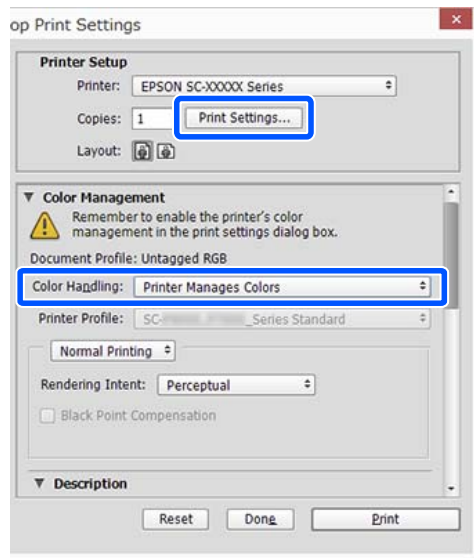 op Print Settings
Printer Setup
Printer: EPSON SC-XXXXX Series
Copies: 1 Print Settings...
Layout:
Color Management
Remember to enable the printer's color
management in the print settings dialog box.
Document Profile: Untagged RGB
Color Handling: Printer Manages Colors
Printer Profile: SC- _Series Standard
Normal Printing
Rendering Intent: Perceptual
Black Point Compensation
Description
Reset Done Print